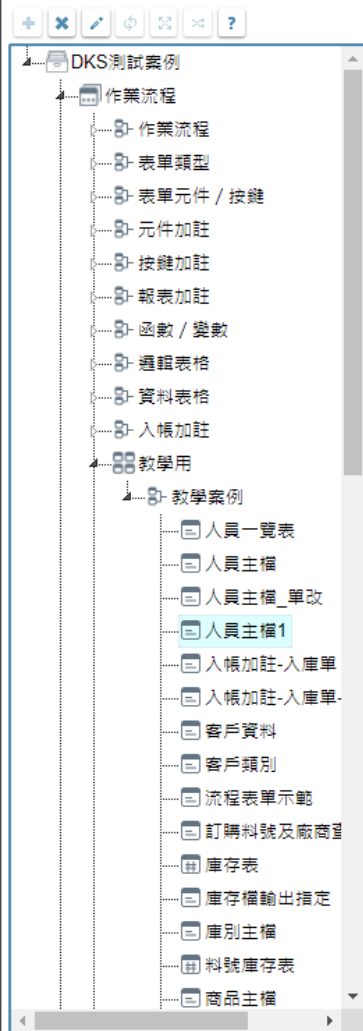 ?
DKS測試案例
作業流程
作業流程
表單類型
表單元件 / 按鍵
元件加註
按鍵加註
報表加註
函數 / 變數
邏輯表格
資料表格
入帳加註
教學用
教學案例
人員一覽表
人員主檔
人員主檔_單改
人員主檔1
入帳加註-入庫單
入帳加註-入庫單-
客戶資料
客戶類別
流程表單示範
訂購料號及廠商
庫存表
庫存檔輸出指定
庫別主檔
料號庫存表
商品主檔